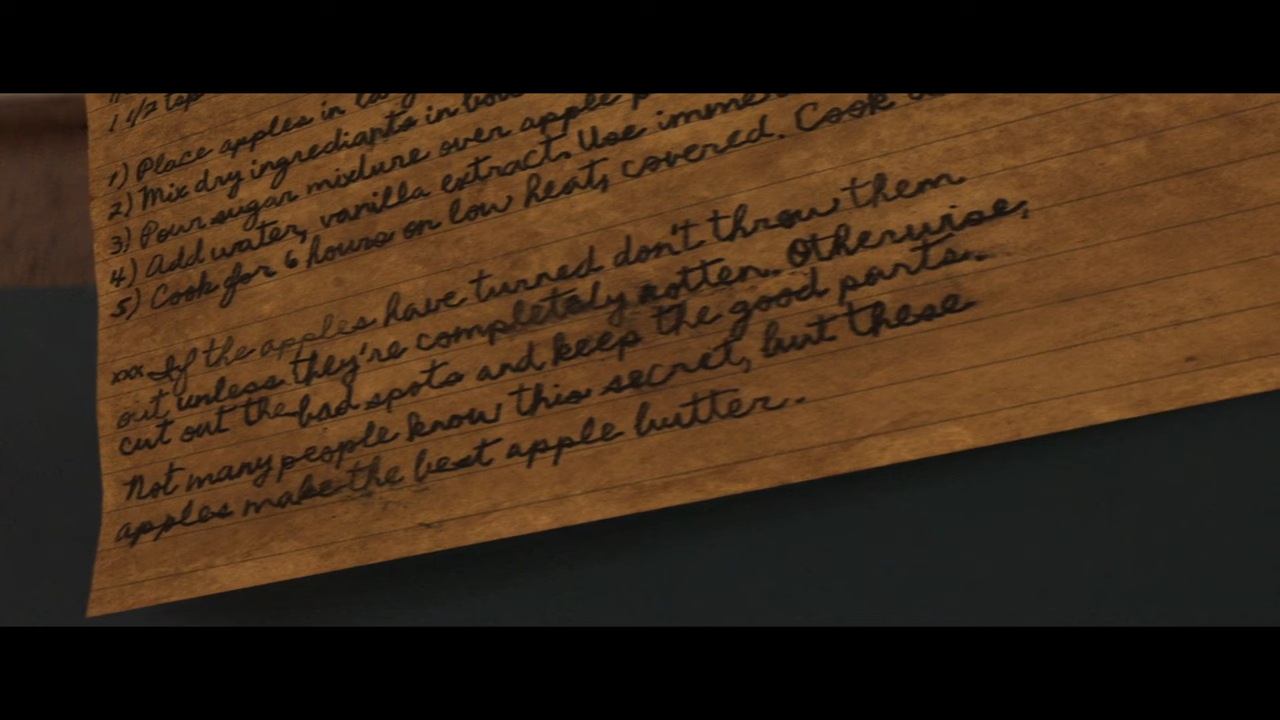 1 1/2 tsp
1) Place apples in
2) Mix dry ingrediants in
3) Pour sugar mixture over apple
4) Add water, vanilla extract. Use
5) Cook for 6 hours on low heat, covered. Cook
xxx If the apples have turned don't throw them
out unless they're completely rotten. Otherwise,
cut out the bad spots and keep the good parts.
Not many people know this secret, but these
apples make the best apple butter.